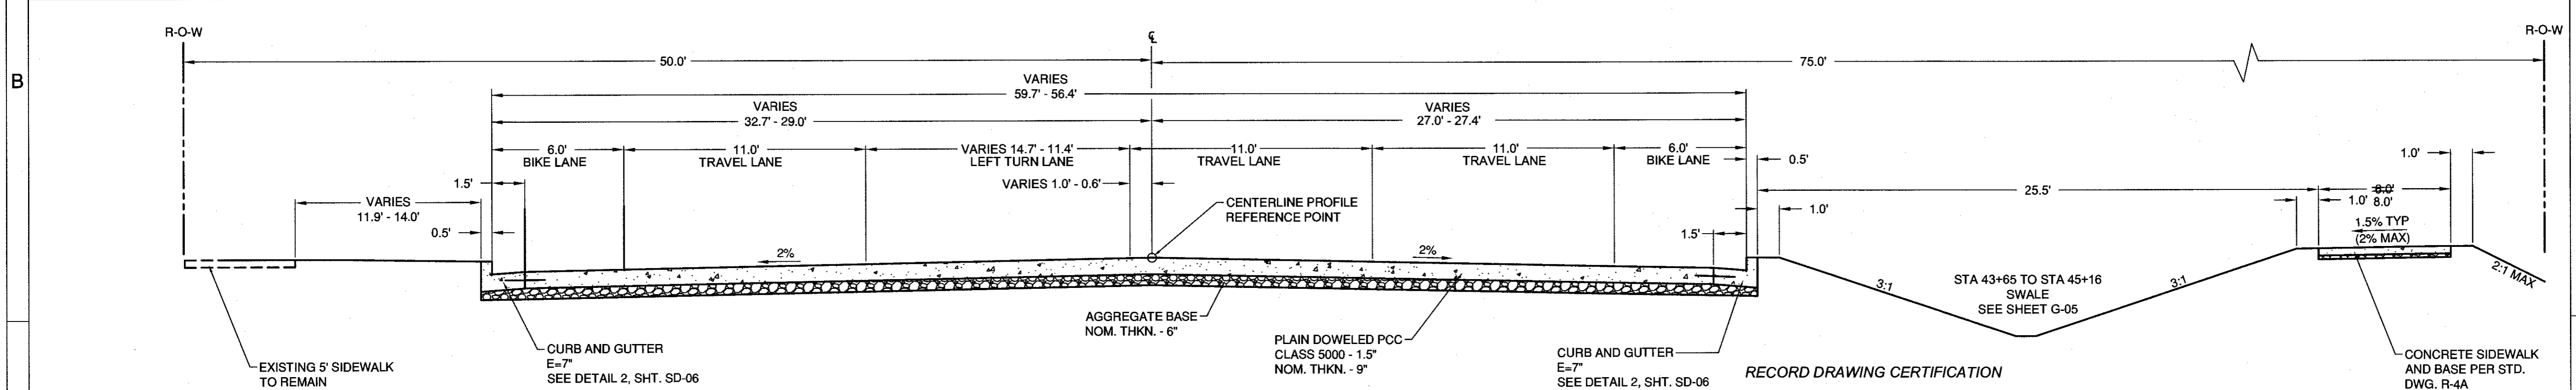 R-O-W
R-O-W
B
50.0'
75.0'
VARIES
59.7' - 56.4'
VARIES
32.7' - 29.0'
VARIES
27.0' - 27.4'
6.0'
BIKE LANE
11.0'
TRAVEL LANE
VARIES 14.7' - 11.4'
LEFT TURN LANE
11.0'
TRAVEL LANE
11.0'
TRAVEL LANE
6.0'
BIKE LANE
0.5'
1.0'
1.5'
VARIES 1.0' - 0.6'
25.5'
8.0'
VARIES
11.9' - 14.0'
CENTERLINE PROFILE
REFERENCE POINT
1.0'
1.0'
8.0'
0.5'
1.5'
1.5% TYP
(2% MAX)
2%
2%
3:1
STA 43+65 TO STA 45+16
SWALE
SEE SHEET G-05
3:1
2:1 MAX
AGGREGATE BASE
NOM. THKN. - 6"
PLAIN DOWELED PCC
CLASS 5000 - 1.5"
NOM. THKN. - 9"
CURB AND GUTTER
E=7"
SEE DETAIL 2, SHT. SD-06
CURB AND GUTTER
E=7"
SEE DETAIL 2, SHT. SD-06
EXISTING 5' SIDEWALK
TO REMAIN
RECORD DRAWING CERTIFICATION
CONCRETE SIDEWALK
AND BASE PER STD.
DWG. R-4A